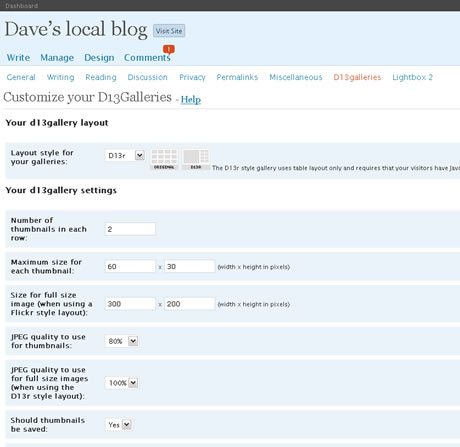 Dashboard
Dave's local blog Visit Site
1
Write Manage Design Comments
General Writing Reading Discussion Privacy Permalinks Miscellaneous D13galleries Lightbox 2
Customize your D13Galleries - Help
Your d13gallery layout
Layout style for
your galleries:
D13r
ORIGINAL D13R
The D13r style gallery uses table layout only and requires that your visitors have Java
Your d13gallery settings
Number of
thumbnails in each
row:
2
Maximum size for
each thumbnail:
60 x 30 (width x height in pixels)
Size for full size
image (when using a
Flickr style layout):
300 x 200 (width x height in pixels)
JPEG quality to use
for thumbnails:
80%
JPEG quality to use
for full size images
(when using the
D13r style layout):
100%
Should thumbnails
be saved:
Yes